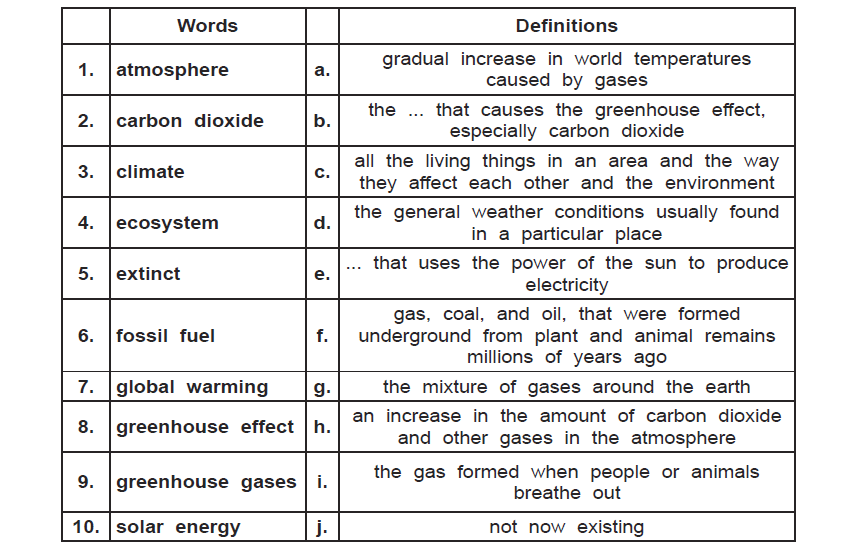 Words Definitions
1. atmosphere a. gradual increase in world temperatures
caused by gases
2. carbon dioxide b. the ... that causes the greenhouse effect,
especially carbon dioxide
3. climate c. all the living things in an area and the way
they affect each other and the environment
4. ecosystem d. the general weather conditions usually found
in a particular place
5. extinct e. ... that uses the power of the sun to produce
electricity
6. fossil fuel f. gas, coal, and oil, that were formed
underground from plant and animal remains
millions of years ago
7. global warming g. the mixture of gases around the earth
8. greenhouse effect h. an increase in the amount of carbon dioxide
and other gases in the atmosphere
9. greenhouse gases i. the gas formed when people or animals
breathe out
10. solar energy j. not now existing